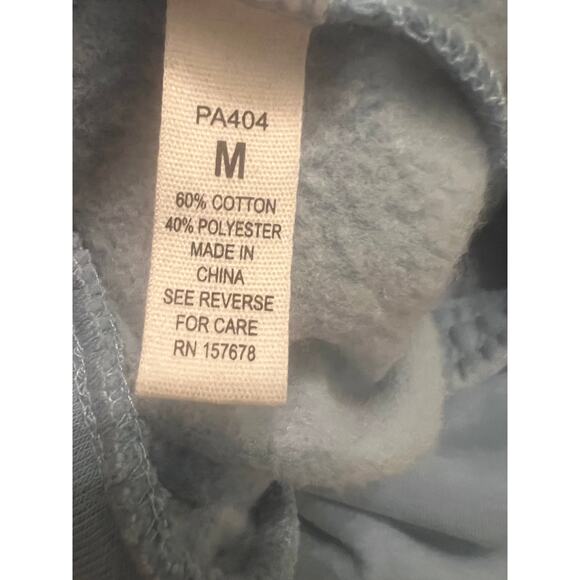 PA404
M
60% COTTON
40% POLYESTER
MADE IN
CHINA
SEE REVERSE
FOR CARE
RN 157678